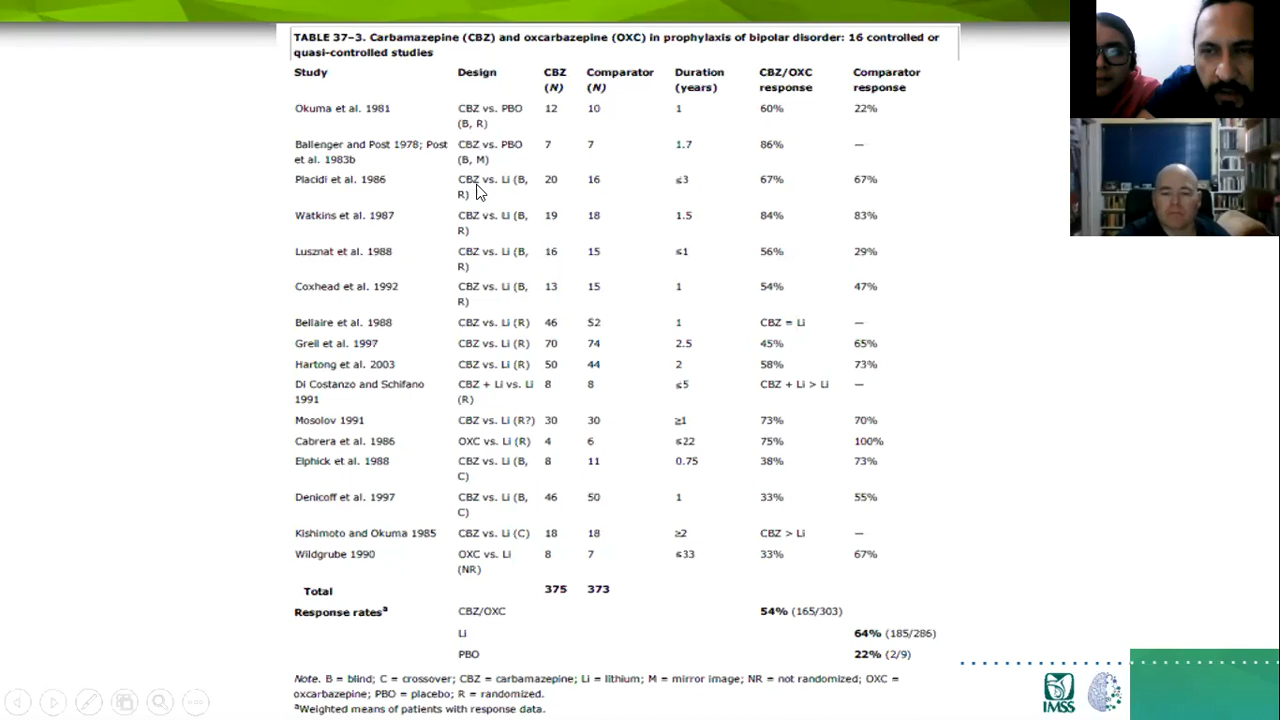 TABLE 37–3. Carbamazepine (CBZ) and oxcarbazepine (OXC) in prophylaxis of bipolar disorder: 16 controlled or
quasi-controlled studies
Study Design CBZ (N) Comparator (N) Duration (years) CBZ/OXC response Comparator response
Okuma et al. 1981 CBZ vs. PBO (B, R) 12 10 1 60% 22%
Ballenger and Post 1978; Post et al. 1983b CBZ vs. PBO (B, M) 7 7 1.7 86% —
Placidi et al. 1986 CBZ vs. Li (B, R) 20 16 ≤3 67% 67%
Watkins et al. 1987 CBZ vs. Li (B, R) 19 18 1.5 84% 83%
Lusznat et al. 1988 CBZ vs. Li (B, R) 16 15 ≤1 56% 29%
Coxhead et al. 1992 CBZ vs. Li (B, R) 13 15 1 54% 47%
Bellaire et al. 1988 CBZ vs. Li (R) 46 52 1 CBZ = Li —
Greil et al. 1997 CBZ vs. Li (R) 70 74 2.5 45% 65%
Hartong et al. 2003 CBZ vs. Li (R) 50 44 2 58% 73%
Di Costanzo and Schifano 1991 CBZ + Li vs. Li (R) 8 8 ≤5 CBZ + Li > Li —
Mosolov 1991 CBZ vs. Li (R?) 30 30 ≥1 73% 70%
Cabrera et al. 1986 OXC vs. Li (R) 4 6 ≤22 75% 100%
Elphick et al. 1988 CBZ vs. Li (B, C) 8 11 0.75 38% 73%
Denicoff et al. 1997 CBZ vs. Li (B, C) 46 50 1 33% 55%
Kishimoto and Okuma 1985 CBZ vs. Li (C) 18 18 ≥2 CBZ > Li —
Wildgrube 1990 OXC vs. Li (NR) 8 7 ≤33 33% 67%
Total 375 373
Response ratesª CBZ/OXC 54% (165/303)
Li 64% (185/286)
PBO 22% (2/9)
Note. B = blind; C = crossover; CBZ = carbamazepine; Li = lithium; M = mirror image; NR = not randomized; OXC =
oxcarbazepine; PBO = placebo; R = randomized.
ªWeighted means of patients with response data.
IMSS